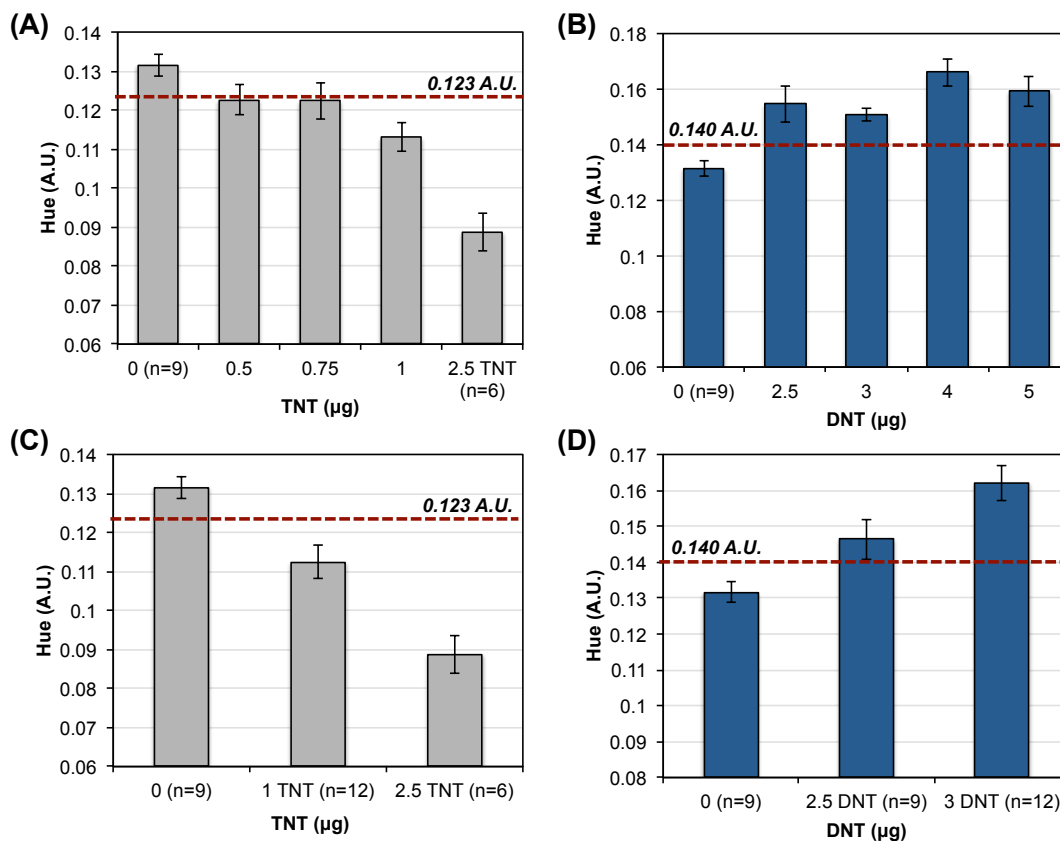 (A)
0.14
0.13
0.12
0.11
0.1
0.09
0.08
0.07
0.06
Hue (A.U.)
0.123 A.U.
0 (n=9) 0.5 0.75 1 2.5 TNT
(n=6)
TNT (µg)
(B)
0.18
0.16
0.14
0.12
0.1
0.08
0.06
Hue (A.U.)
0.140 A.U.
0 (n=9) 2.5 3 4 5
DNT (µg)
(C)
0.14
0.13
0.12
0.11
0.1
0.09
0.08
0.07
0.06
Hue (A.U.)
0.123 A.U.
0 (n=9) 1 TNT (n=12) 2.5 TNT (n=6)
TNT (µg)
(D)
0.17
0.16
0.15
0.14
0.13
0.12
0.11
0.1
0.09
0.08
Hue (A.U.)
0.140 A.U.
0 (n=9) 2.5 DNT (n=9) 3 DNT (n=12)
DNT (µg)